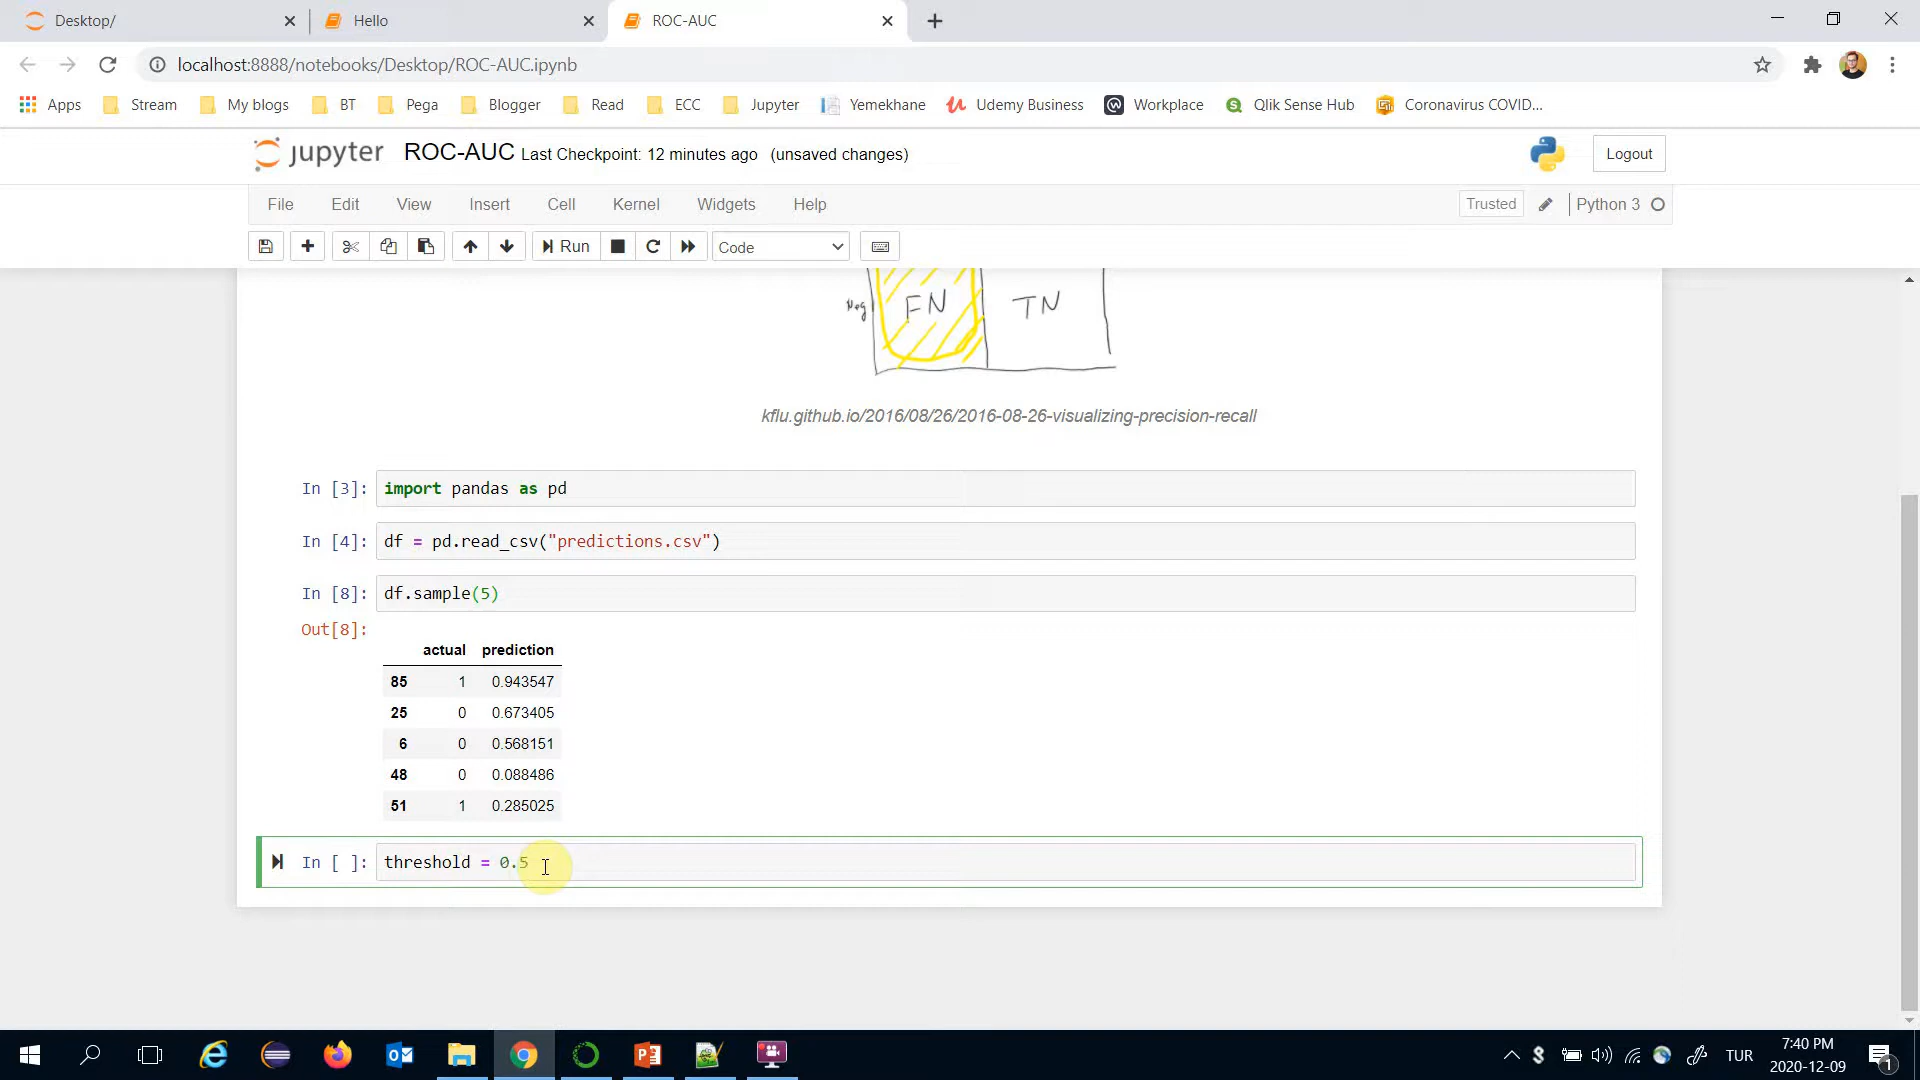 Desktop/
Hello
ROC-AUC
localhost:8888/notebooks/Desktop/ROC-AUC.ipynb
Apps Stream My blogs BT Pega Blogger Read ECC Jupyter Yemekhane Udemy Business Workplace Qlik Sense Hub Coronavirus COVID...
jupyter ROC-AUC Last Checkpoint: 12 minutes ago (unsaved changes) Logout
File Edit View Insert Cell Kernel Widgets Help Trusted Python 3
Run Code
Neg FN TN
kflu.github.io/2016/08/26/2016-08-26-visualizing-precision-recall
In [3]: import pandas as pd
In [4]: df = pd.read_csv("predictions.csv")
In [8]: df.sample(5)
Out[8]:
actual prediction
85 1 0.943547
25 0 0.673405
6 0 0.568151
48 0 0.088486
51 1 0.285025
In [ ]: threshold = 0.5
TUR
7:40 PM
2020-12-09
1